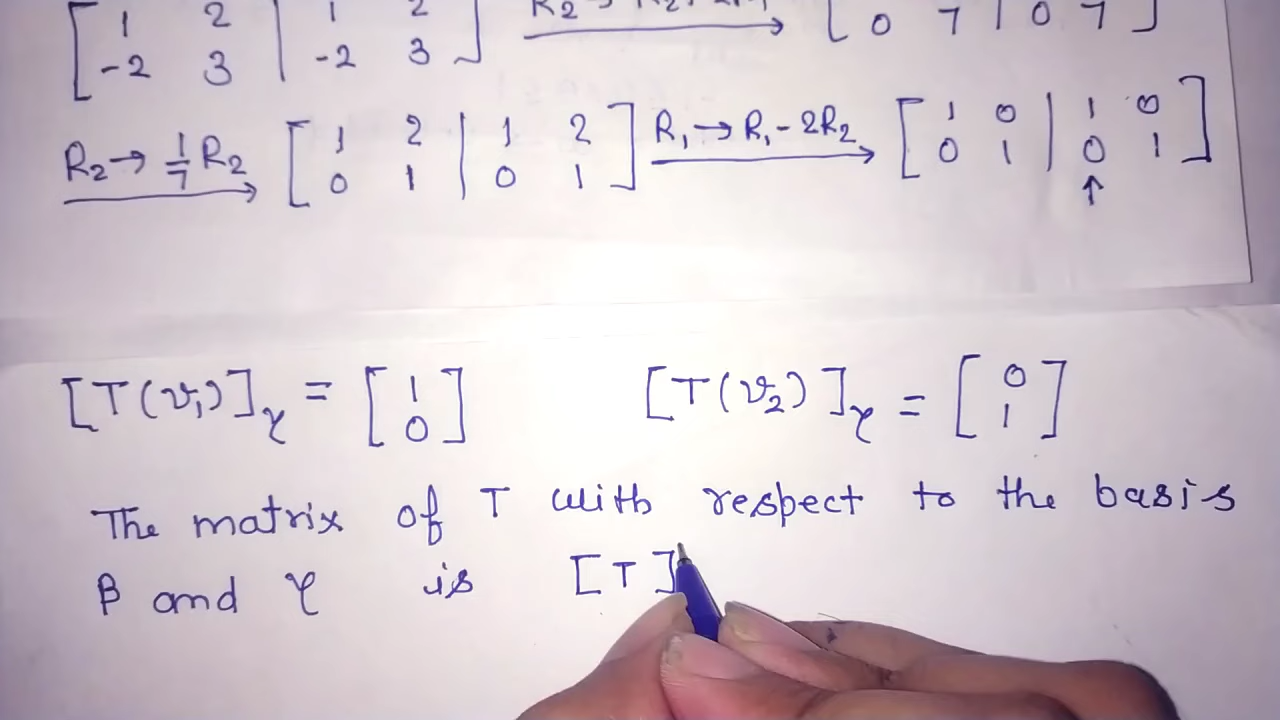 [ 1 2 | 1 2 ]
[ -2 3 | -2 3 ] → [ 0 7 | 0 7 ]
R₂ → 1/7 R₂ [ 1 2 | 1 2 ] R₁ → R₁ - 2R₂ [ 1 0 | 1 0 ]
[ 0 1 | 0 1 ] [ 0 1 | 0 1 ]
↑
[T(v₁)]γ = [ 1 0 ] [T(v₂)]γ = [ 0 1 ]
The matrix of T with respect to the basis
β and γ is [T]